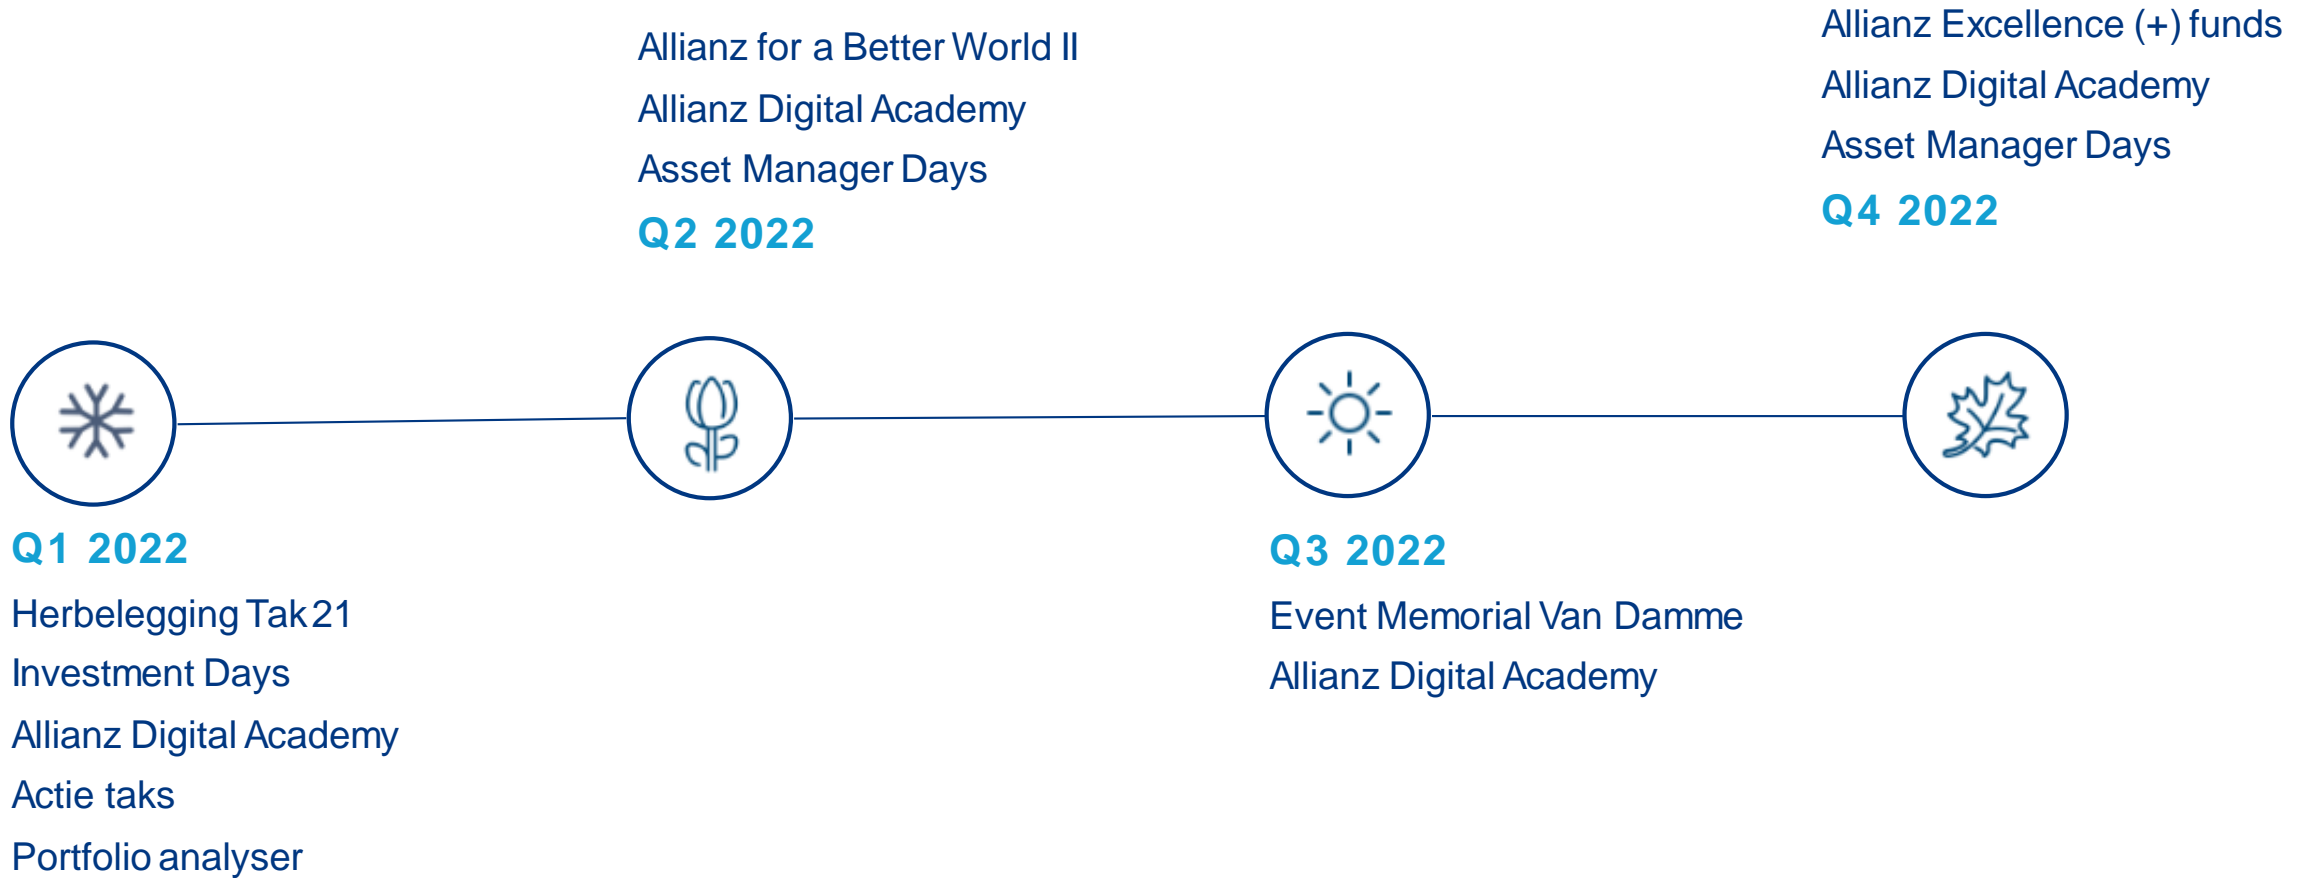 Q1 2022
Herbelegging Tak 21
Investment Days
Allianz Digital Academy
Actie taks
Portfolio analyser
Allianz for a Better World II
Allianz Digital Academy
Asset Manager Days
Q2 2022
Q3 2022
Event Memorial Van Damme
Allianz Digital Academy
Allianz Excellence (+) funds
Allianz Digital Academy
Asset Manager Days
Q4 2022